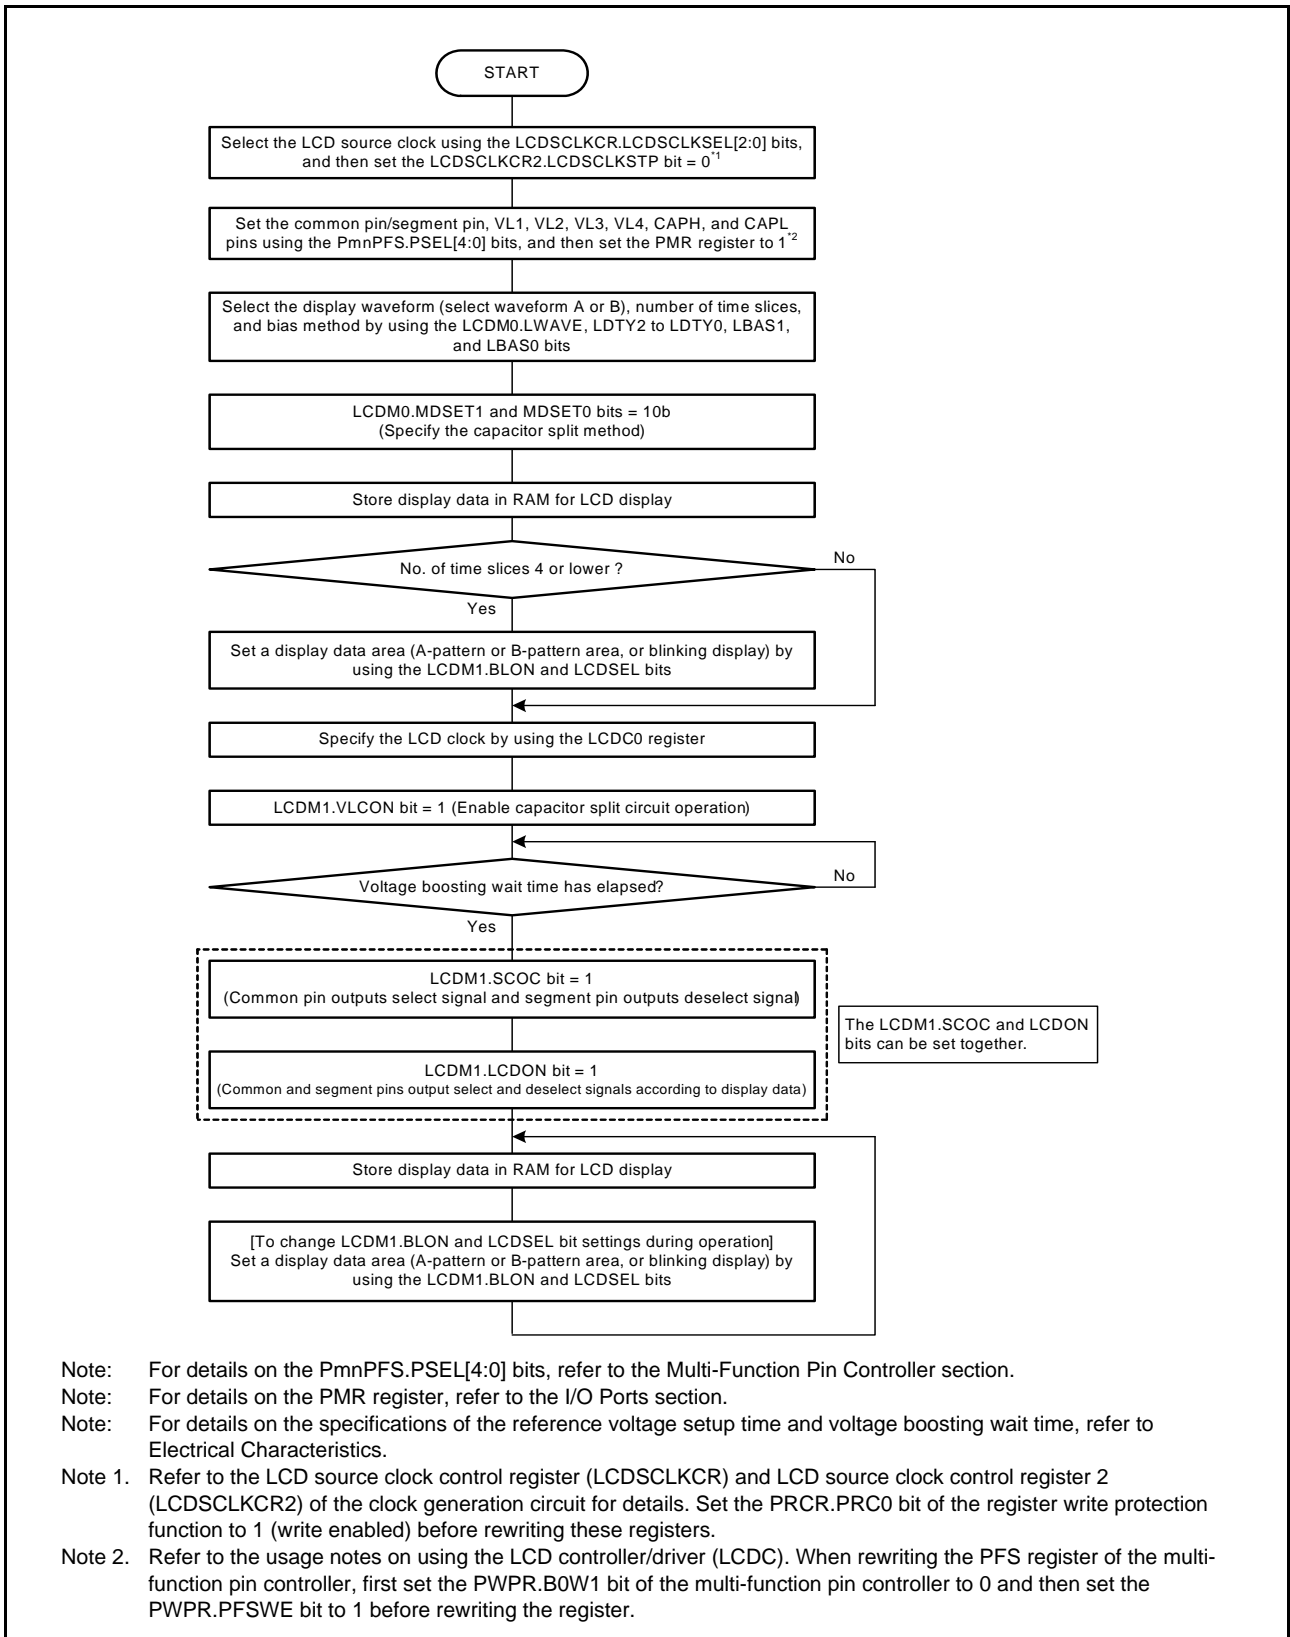 START
Select the LCD source clock using the LCDSCLKCR.LCDSCLKSEL[2:0] bits,
and then set the LCDSCLKCR2.LCDSCLKSTP bit = 0*1
Set the common pin/segment pin, VL1, VL2, VL3, VL4, CAPH, and CAPL
pins using the PmnPFS.PSEL[4:0] bits, and then set the PMR register to 1*2
Select the display waveform (select waveform A or B), number of time slices,
and bias method by using the LCDM0.LWAVE, LDTY2 to LDTY0, LBAS1,
and LBAS0 bits
LCDM0.MDSET1 and MDSET0 bits = 10b
(Specify the capacitor split method)
Store display data in RAM for LCD display
No. of time slices 4 or lower ?
No
Yes
Set a display data area (A-pattern or B-pattern area, or blinking display) by
using the LCDM1.BLON and LCDSEL bits
Specify the LCD clock by using the LCDC0 register
LCDM1.VLCON bit = 1 (Enable capacitor split circuit operation)
Voltage boosting wait time has elapsed?
No
Yes
LCDM1.SCOC bit = 1
(Common pin outputs select signal and segment pin outputs deselect signal)
The LCDM1.SCOC and LCDON
bits can be set together.
LCDM1.LCDON bit = 1
(Common and segment pins output select and deselect signals according to display data)
Store display data in RAM for LCD display
[To change LCDM1.BLON and LCDSEL bit settings during operation]
Set a display data area (A-pattern or B-pattern area, or blinking display) by
using the LCDM1.BLON and LCDSEL bits
Note: For details on the PmnPFS.PSEL[4:0] bits, refer to the Multi-Function Pin Controller section.
Note: For details on the PMR register, refer to the I/O Ports section.
Note: For details on the specifications of the reference voltage setup time and voltage boosting wait time, refer to
Electrical Characteristics.
Note 1. Refer to the LCD source clock control register (LCDSCLKCR) and LCD source clock control register 2
(LCDSCLKCR2) of the clock generation circuit for details. Set the PRCR.PRC0 bit of the register write protection
function to 1 (write enabled) before rewriting these registers.
Note 2. Refer to the usage notes on using the LCD controller/driver (LCDC). When rewriting the PFS register of the multi-
function pin controller, first set the PWPR.B0W1 bit of the multi-function pin controller to 0 and then set the
PWPR.PFSWE bit to 1 before rewriting the register.